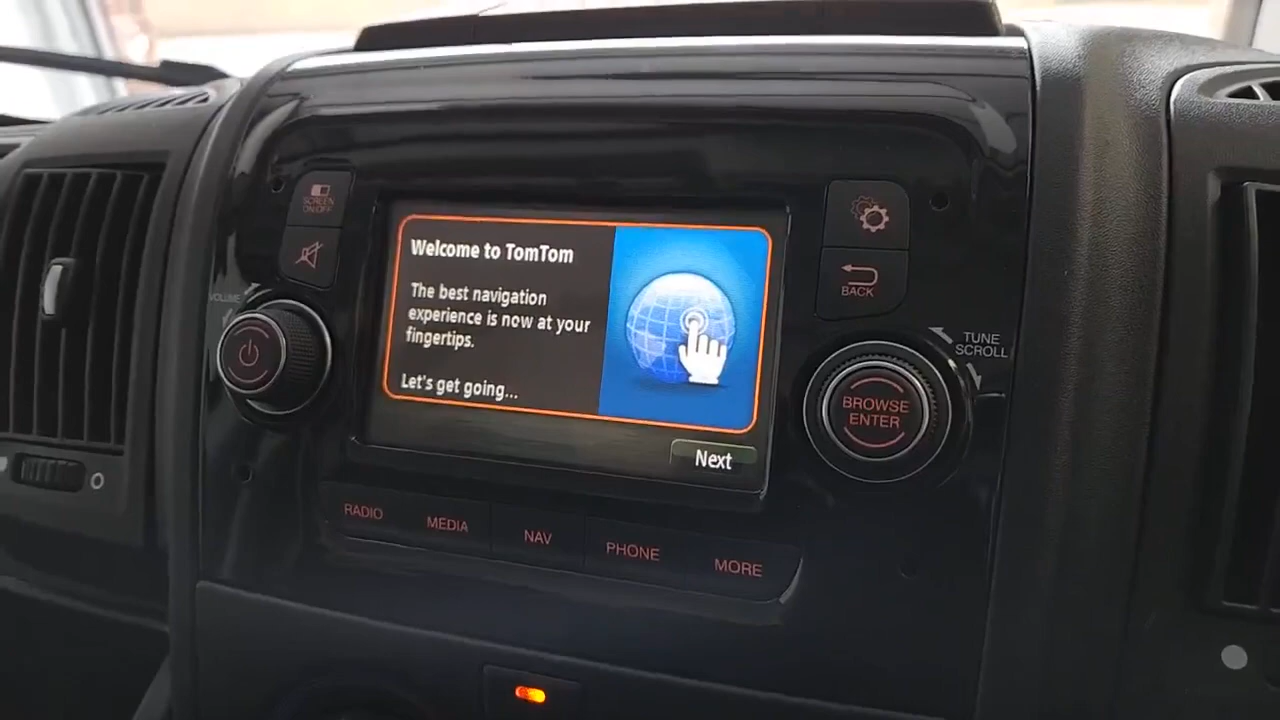 SCREEN
ON/OFF
VOLUME
Welcome to TomTom
The best navigation
experience is now at your
fingertips.
Let's get going...
Next
BACK
TUNE
SCROLL
BROWSE
ENTER
RADIO
MEDIA
NAV
PHONE
MORE